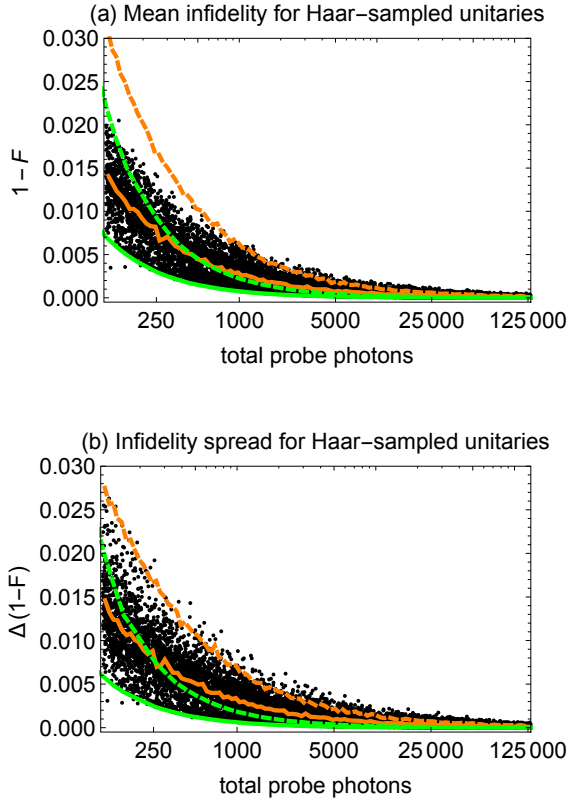 (a) Mean infidelity for Haar−sampled unitaries
0.030
0.025
0.020
0.015
0.010
0.005
0.000
1 − F
250 1000 5000 25 000 125 000
total probe photons
(b) Infidelity spread for Haar−sampled unitaries
0.030
0.025
0.020
0.015
0.010
0.005
0.000
Δ (1−F)
250 1000 5000 25 000 125 000
total probe photons